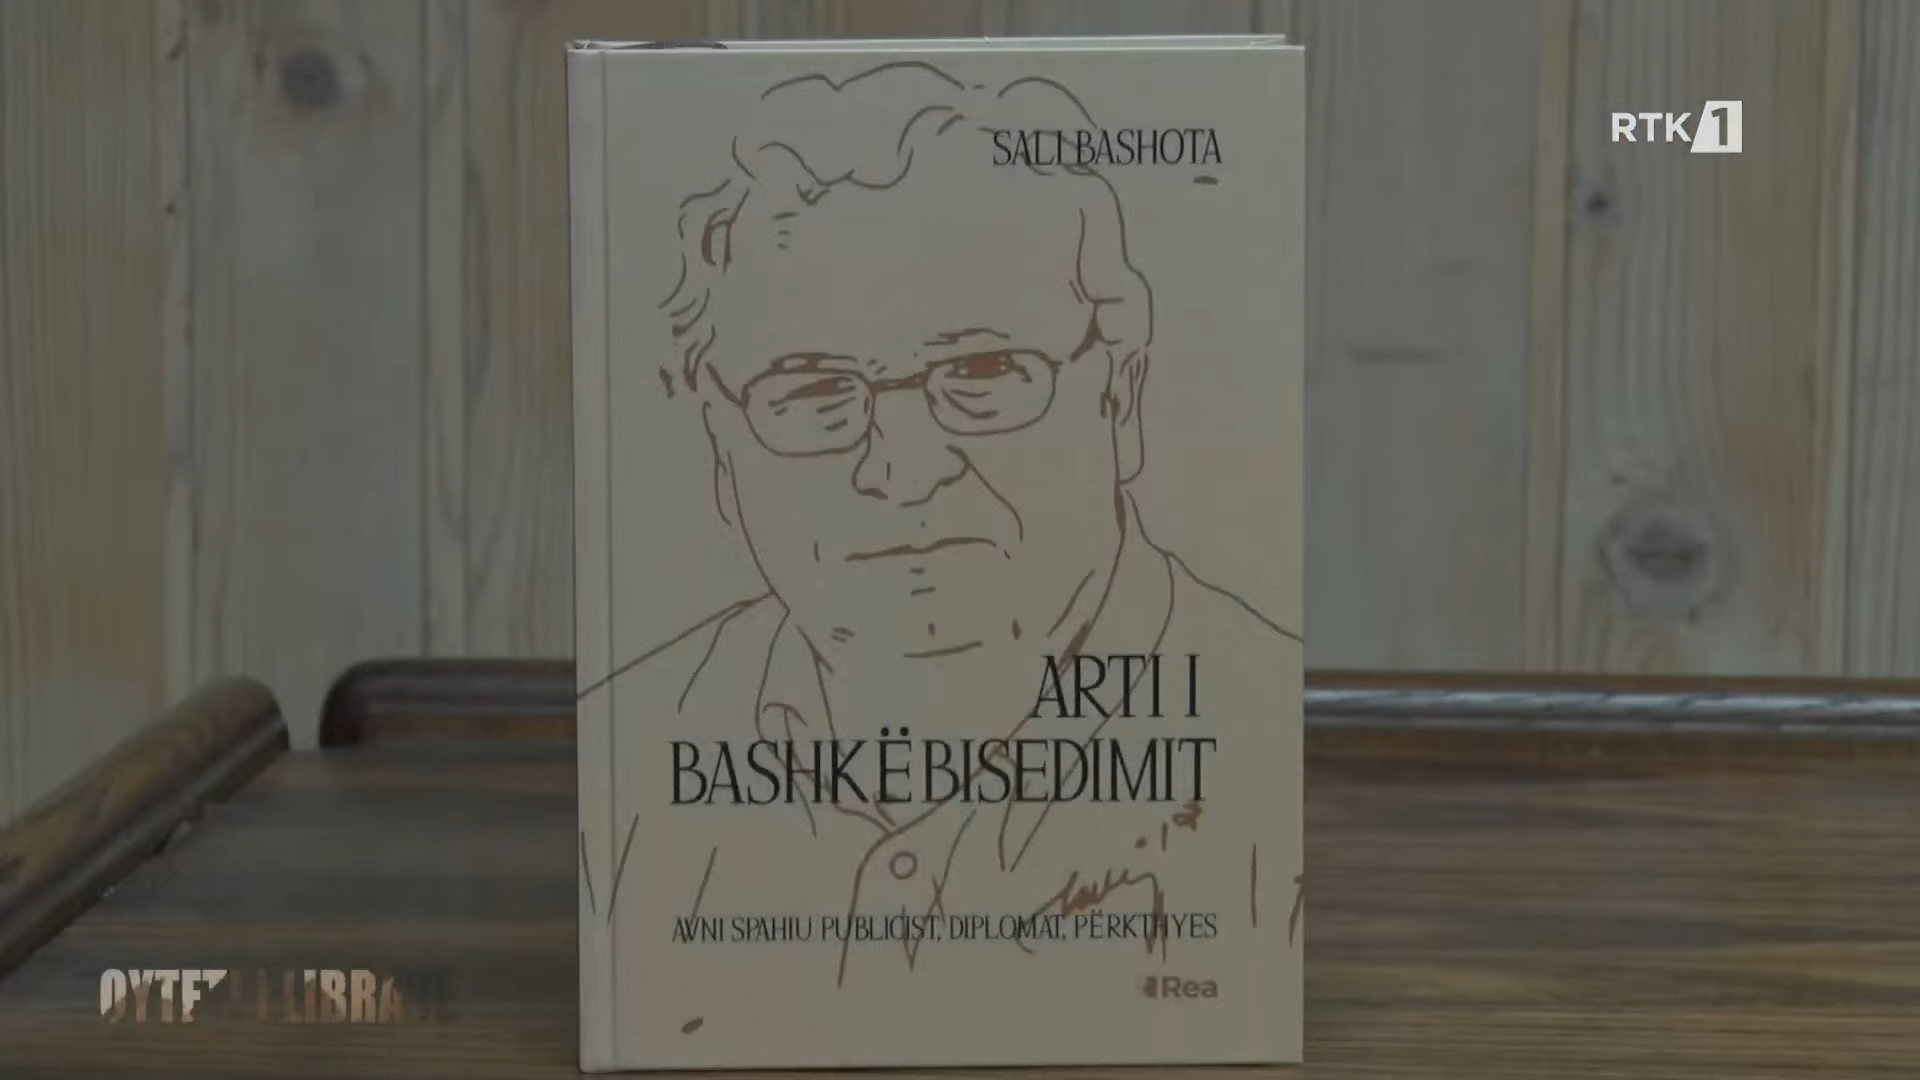 RTK 1
SALI BASHOTA
ARTI I
BASHKËBISEDIMIT
AVNI SPAHIU PUBLICIST, DIPLOMAT, PËRKTHYES
Rea